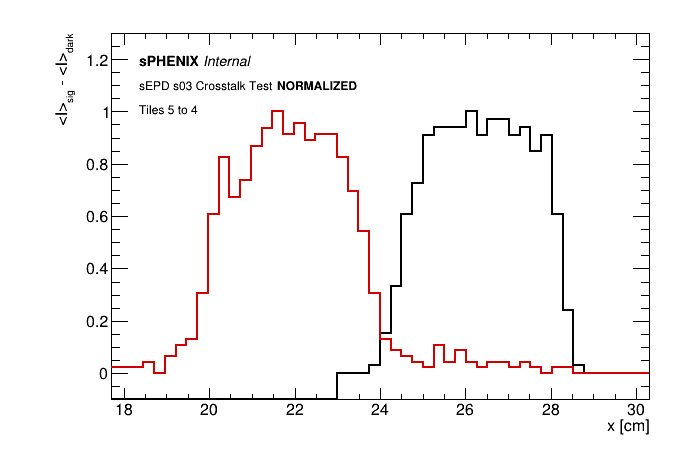 <I>sig - <I>dark
sPHENIX Internal
sEPD s03 Crosstalk Test NORMALIZED
Tiles 5 to 4
1.2
1
0.8
0.6
0.4
0.2
0
18 20 22 24 26 28 30
x [cm]